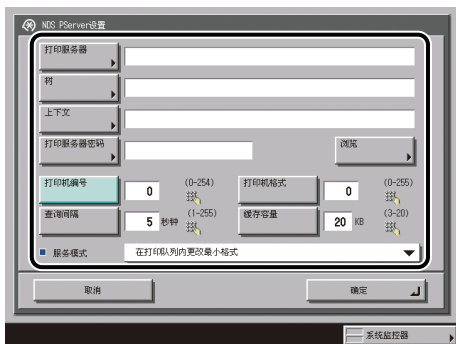 NDS PServer设置
打印服务器
树
上下文
打印服务器密码
浏览
打印机编号 0 (0-254) 打印机格式 0 (0-255)
查询间隔 5 秒钟 (1-255) 缓存容量 20 KB (3-20)
服务模式 在打印队列内更改最小格式
取消 确定
系统监控器